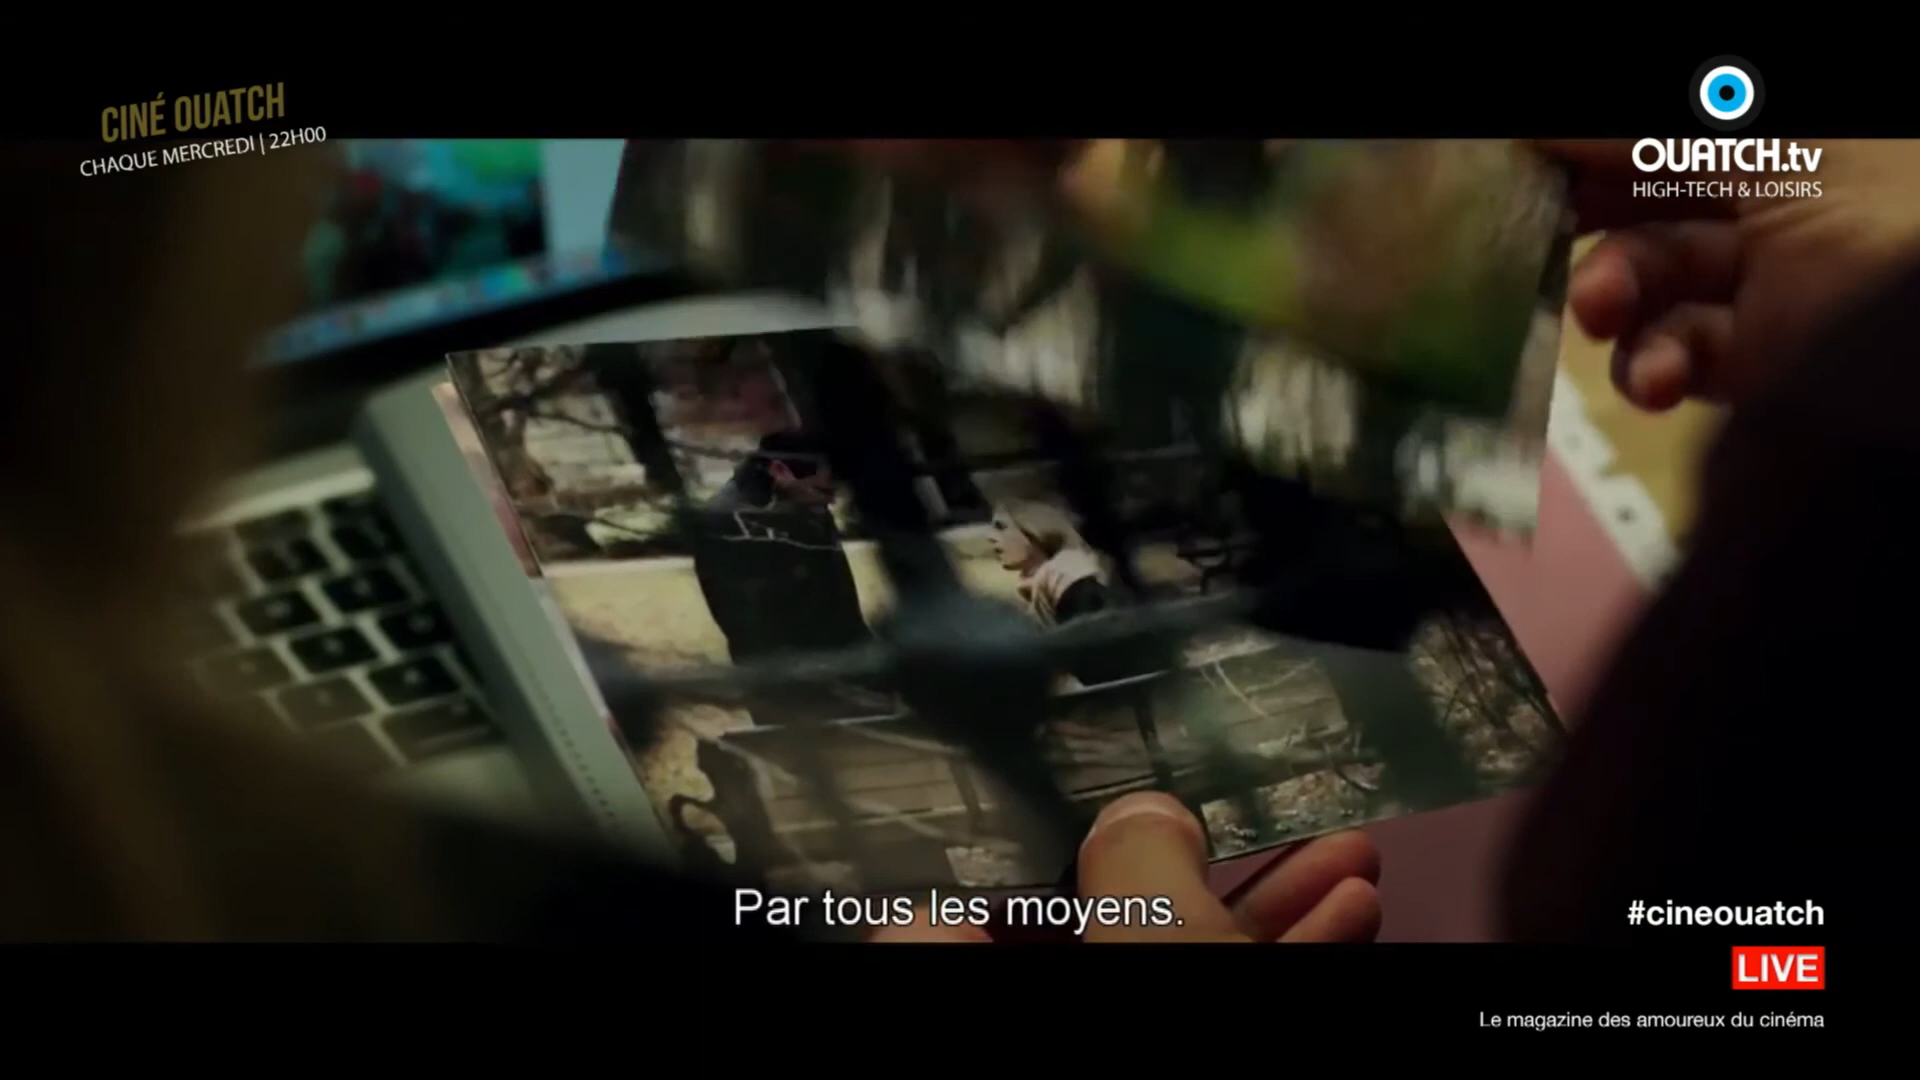 CINÉ OUATCH
CHAQUE MERCREDI | 22H00
OUATCH.tv
HIGH-TECH & LOISIRS
Par tous les moyens.
#cineouatch
LIVE
Le magazine des amoureux du cinéma